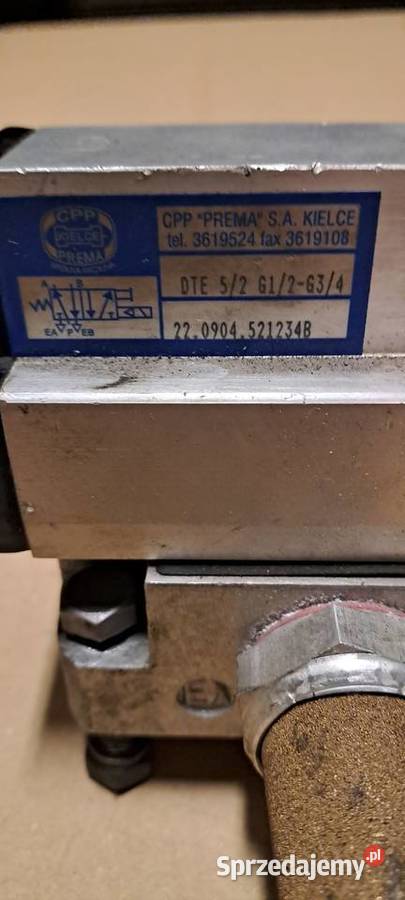 CPP
KIELCE
PREMA
CPP "PREMA" S.A. KIELCE
tel. 3619524 fax 3619108
DTE 5/2 G1/2-G3/4
22.0904.521234B
A B
EA P EB
EA
Sprzedajemy.pl